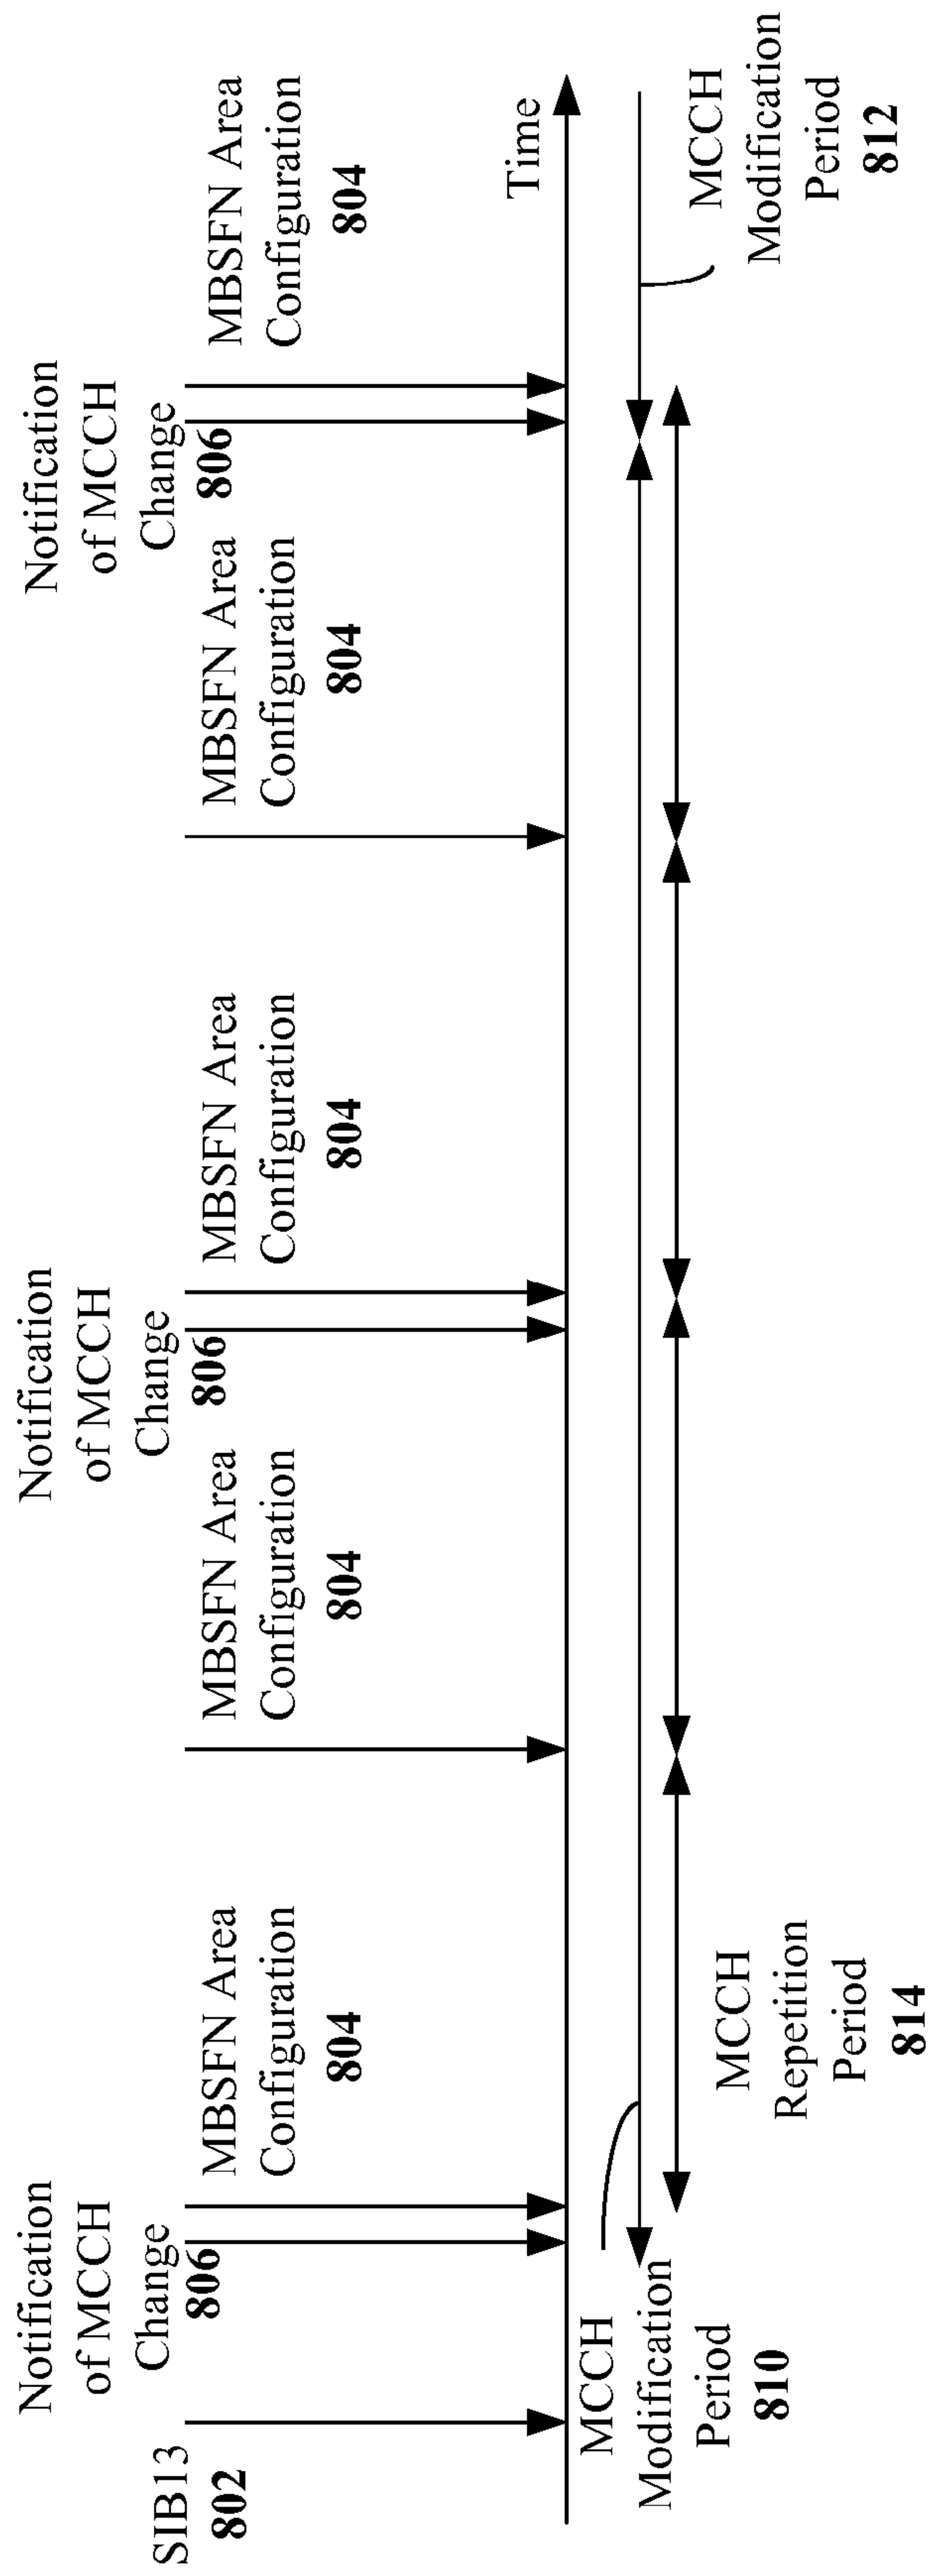 SIB13
802
Notification
of MCCH
Change
806
MBSFN Area
Configuration
804
MBSFN Area
Configuration
804
Notification
of MCCH
Change
806
MBSFN Area
Configuration
804
MBSFN Area
Configuration
804
Notification
of MCCH
Change
806
MBSFN Area
Configuration
804
Time
MCCH
Modification
Period
810
MCCH
Repetition
Period
814
MCCH
Modification
Period
812